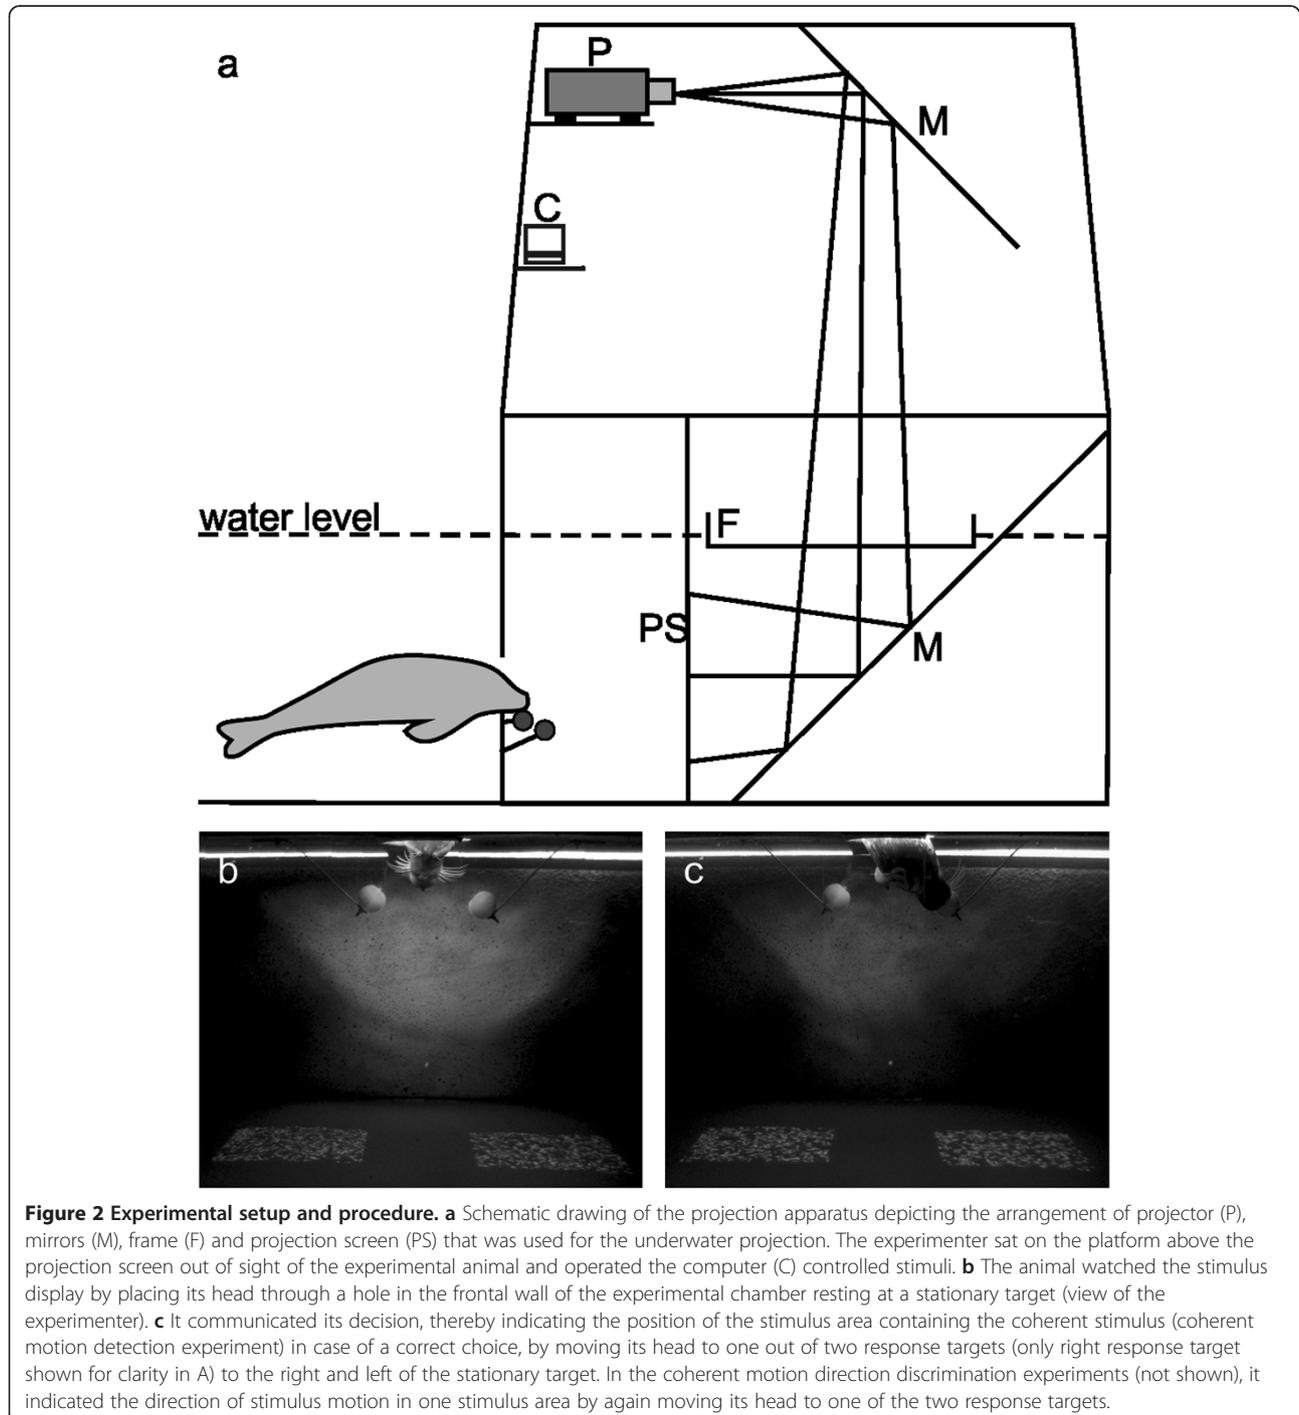 a
P
M
C
water level
F
PS
M
b
c
Figure 2 Experimental setup and procedure. a Schematic drawing of the projection apparatus depicting the arrangement of projector (P),
mirrors (M), frame (F) and projection screen (PS) that was used for the underwater projection. The experimenter sat on the platform above the
projection screen out of sight of the experimental animal and operated the computer (C) controlled stimuli. b The animal watched the stimulus
display by placing its head through a hole in the frontal wall of the experimental chamber resting at a stationary target (view of the
experimenter). c It communicated its decision, thereby indicating the position of the stimulus area containing the coherent stimulus (coherent
motion detection experiment) in case of a correct choice, by moving its head to one out of two response targets (only right response target
shown for clarity in A) to the right and left of the stationary target. In the coherent motion direction discrimination experiments (not shown), it
indicated the direction of stimulus motion in one stimulus area by again moving its head to one of the two response targets.